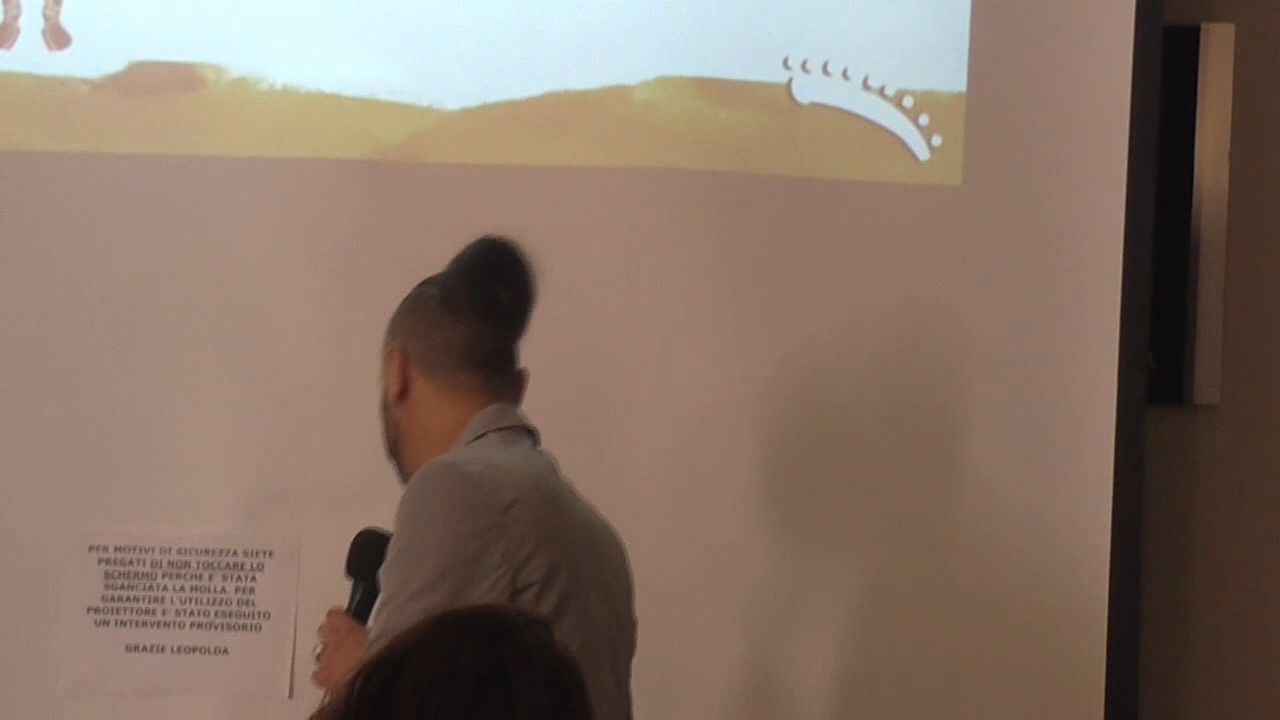 PER MOTIVI DI SICUREZZA SIETE
PREGATI DI NON TOCCARE LO
SCHERMO PERCHE E' STATA
SGANCIATA LA MOLLA. PER
GARANTIRE L'UTILIZZO DEL
PROIETTORE E' STATO ESEGUITO
UN INTERVENTO PROVISORIO
GRAZIE LEOPOLDA